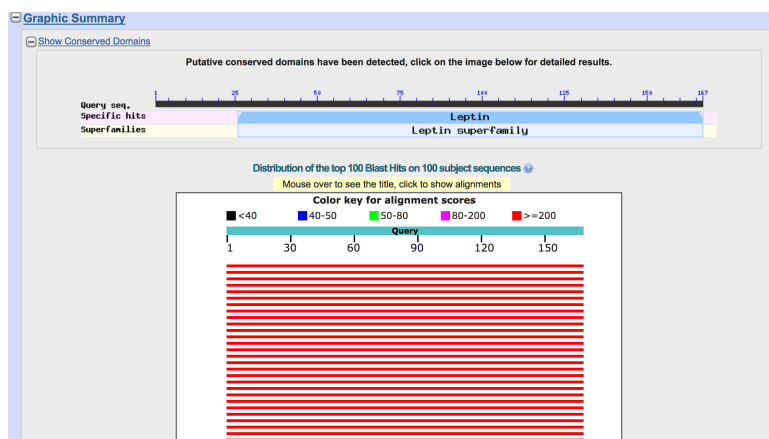 Graphic Summary
Show Conserved Domains
Putative conserved domains have been detected, click on the image below for detailed results.
1 25 50 75 100 125 150 167
Query seq.
Specific hits Leptin
Superfamilies Leptin superfamily
Distribution of the top 100 Blast Hits on 100 subject sequences
Mouse over to see the title, click to show alignments
Color key for alignment scores
<40 40-50 50-80 80-200 >=200
Query
1 30 60 90 120 150